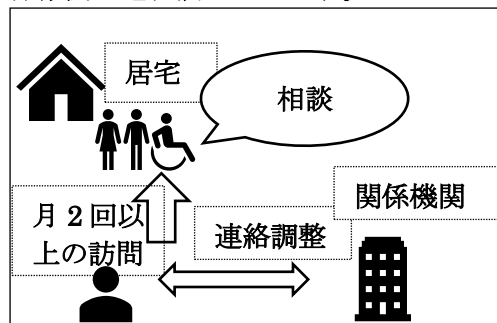 居宅
相談
関係機関
月2回以
上の訪問
連絡調整